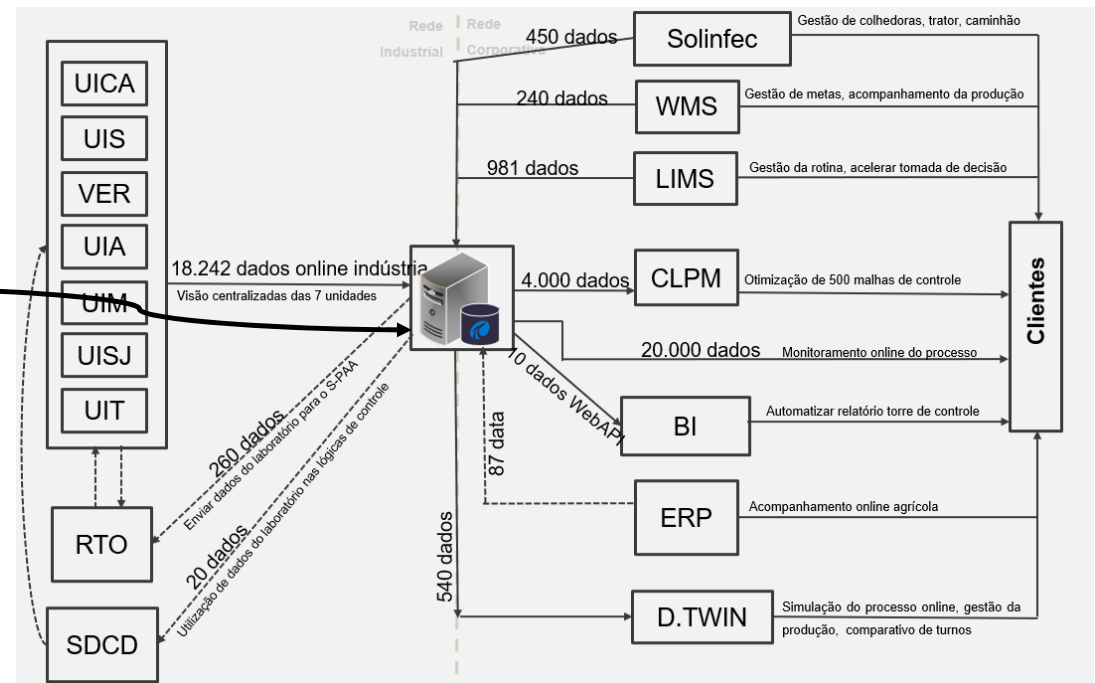 Rede
Industrial
Rede
Corporativa
UICA
UIS
VER
UIA
UIM
UISJ
UIT
RTO
SDCD
18.242 dados online indústria
Visão centralizadas das 7 unidades
260 dados
Enviar dados do laboratório para o S-PAA
20 dados
Utilização de dados do laboratório nas lógicas de controle
450 dados
Solinfec
Gestão de colhedoras, trator, caminhão
240 dados
WMS
Gestão de metas, acompanhamento da produção
981 dados
LIMS
Gestão da rotina, acelerar tomada de decisão
4.000 dados
CLPM
Otimização de 500 malhas de controle
20.000 dados
Monitoramento online do processo
10 dados WebAPI
BI
Automatizar relatório torre de controle
87 data
ERP
Acompanhamento online agrícola
540 dados
D.TWIN
Simulação do processo online, gestão da
produção, comparativo de turnos
Clientes